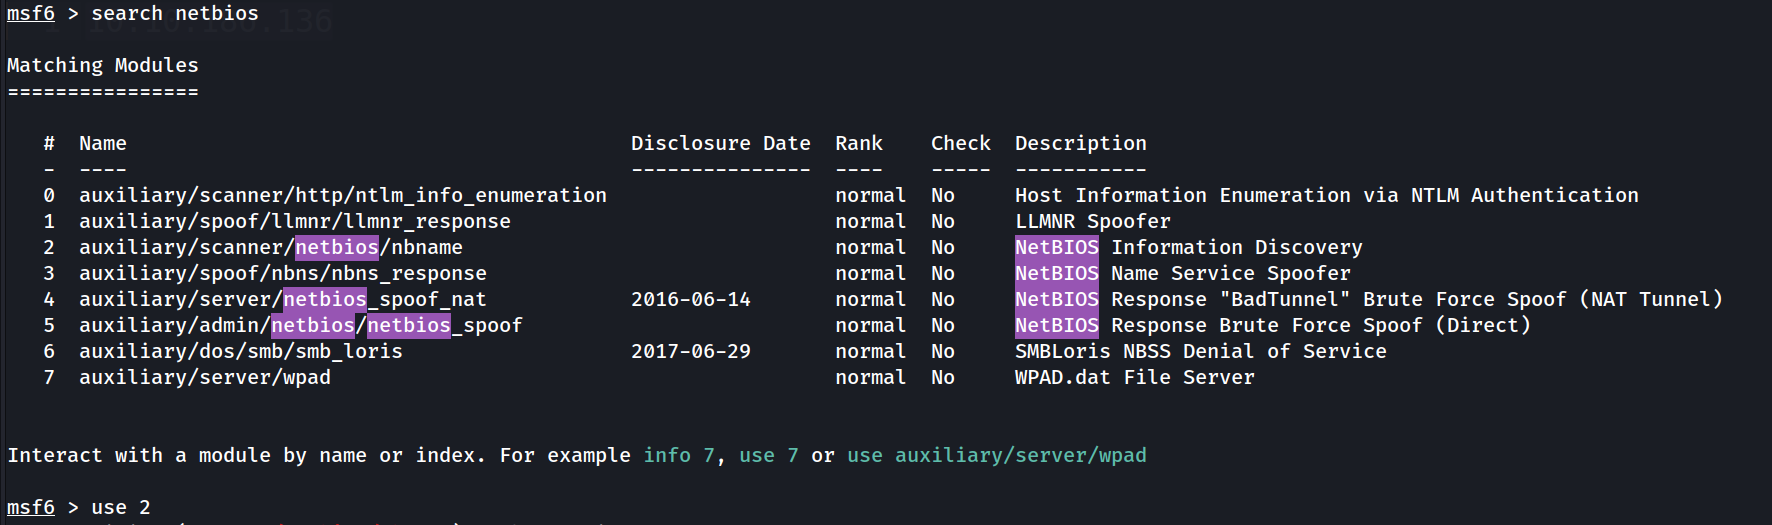 msf6 > search netbios
Matching Modules
================
# Name Disclosure Date Rank Check Description
- ---- --------------- ---- ----- -----------
0 auxiliary/scanner/http/ntlm_info_enumeration normal No Host Information Enumeration via NTLM Authentication
1 auxiliary/spoof/llmnr/llmnr_response normal No LLMNR Spoofer
2 auxiliary/scanner/netbios/nbname normal No NetBIOS Information Discovery
3 auxiliary/spoof/nbns/nbns_response normal No NetBIOS Name Service Spoofer
4 auxiliary/server/netbios_spoof_nat 2016-06-14 normal No NetBIOS Response "BadTunnel" Brute Force Spoof (NAT Tunnel)
5 auxiliary/admin/netbios/netbios_spoof normal No NetBIOS Response Brute Force Spoof (Direct)
6 auxiliary/dos/smb/smb_loris 2017-06-29 normal No SMBLoris NBSS Denial of Service
7 auxiliary/server/wpad normal No WPAD.dat File Server
Interact with a module by name or index. For example info 7, use 7 or use auxiliary/server/wpad
msf6 > use 2